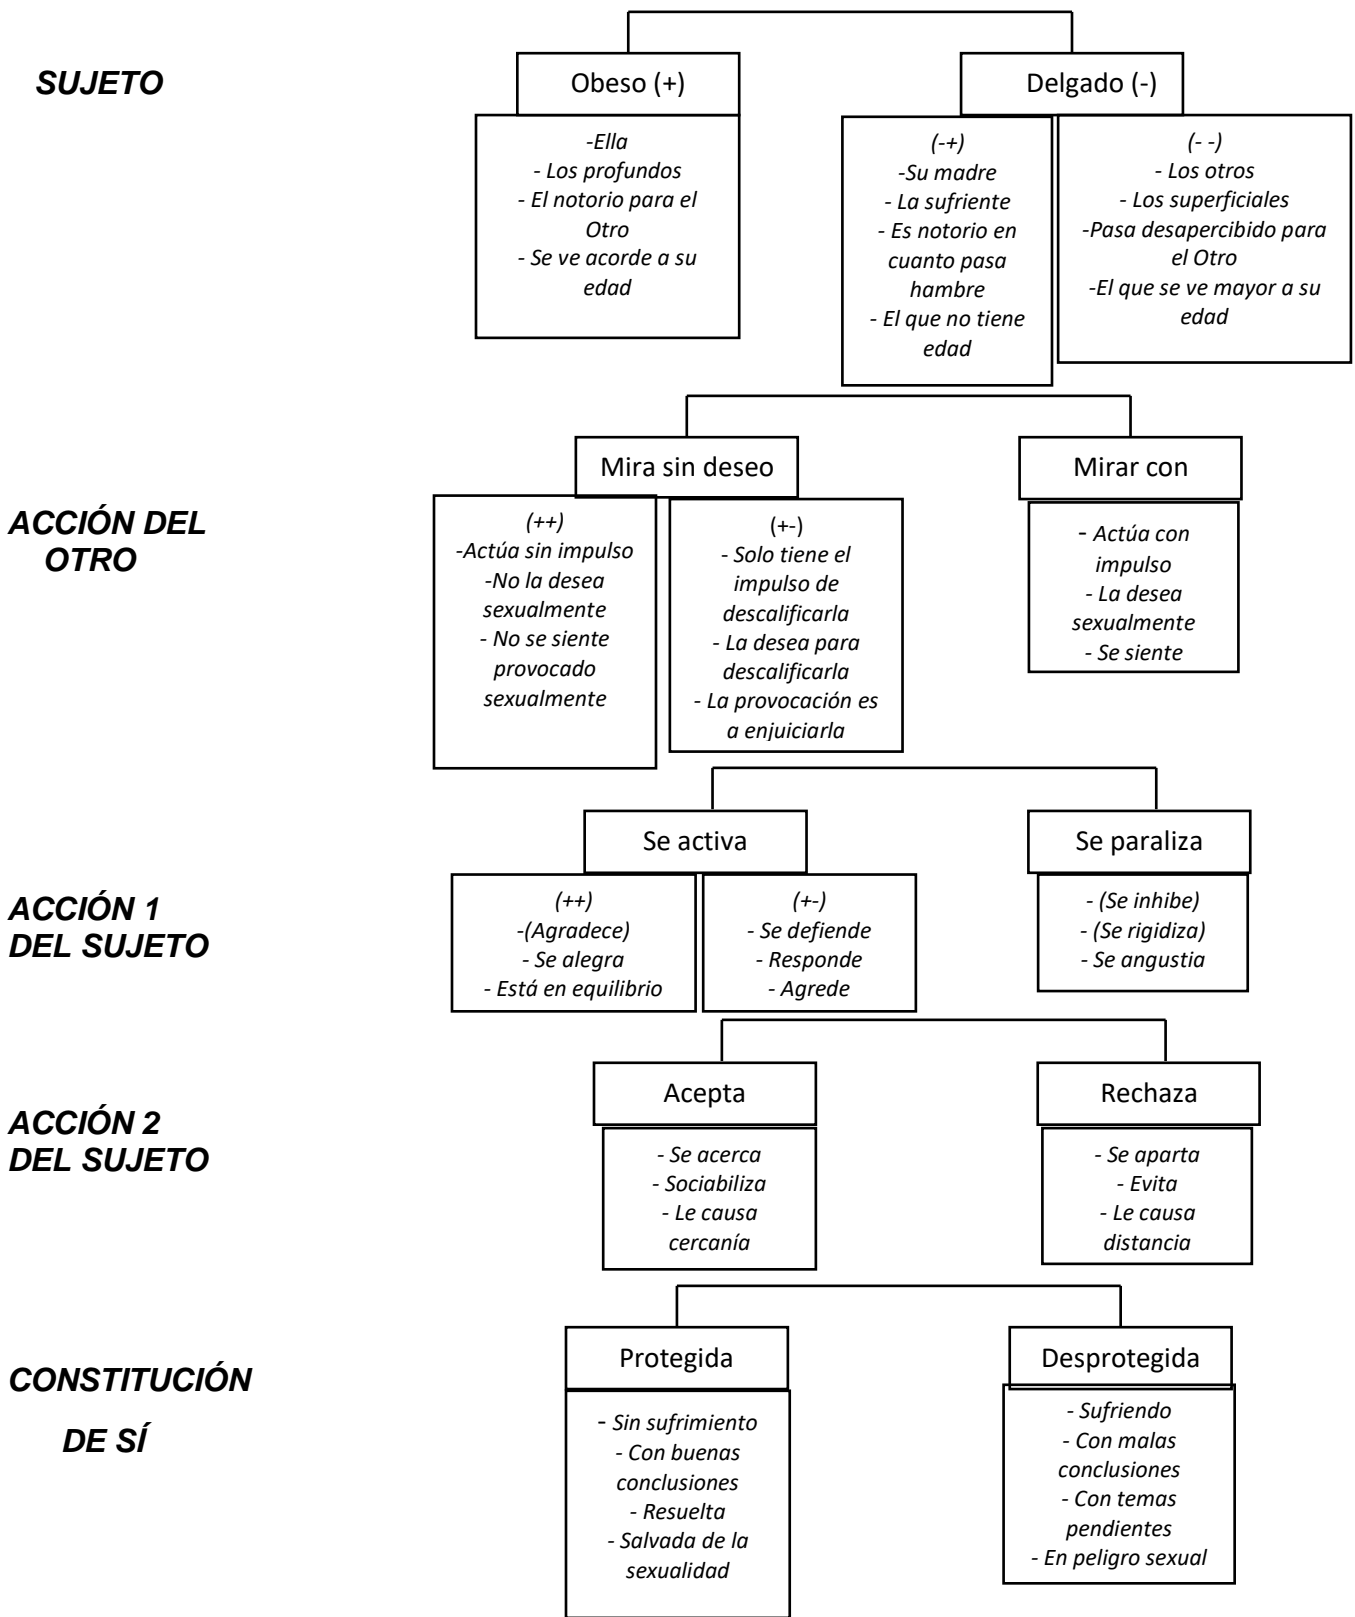 SUJETO
Obeso (+)
-Ella
- Los profundos
- El notorio para el
Otro
- Se ve acorde a su
edad
Delgado (-)
(-+)
-Su madre
- La sufriente
- Es notorio en
cuanto pasa
hambre
- El que no tiene
edad
(- -)
- Los otros
- Los superficiales
-Pasa desapercibido para
el Otro
-El que se ve mayor a su
edad
ACCIÓN DEL
OTRO
Mira sin deseo
(++)
-Actúa sin impulso
-No la desea
sexualmente
- No se siente
provocado
sexualmente
(+-)
- Solo tiene el
impulso de
descalificarla
- La desea para
descalificarla
- La provocación es
a enjuiciarla
Mirar con
- Actúa con
impulso
- La desea
sexualmente
- Se siente
ACCIÓN 1
DEL SUJETO
Se activa
(++)
-(Agradece)
- Se alegra
- Está en equilibrio
(+-)
- Se defiende
- Responde
- Agrede
Se paraliza
- (Se inhibe)
- (Se rigidiza)
- Se angustia
ACCIÓN 2
DEL SUJETO
Acepta
- Se acerca
- Sociabiliza
- Le causa
cercanía
Rechaza
- Se aparta
- Evita
- Le causa
distancia
CONSTITUCIÓN
DE SÍ
Protegida
- Sin sufrimiento
- Con buenas
conclusiones
- Resuelta
- Salvada de la
sexualidad
Desprotegida
- Sufriendo
- Con malas
conclusiones
- Con temas
pendientes
- En peligro sexual